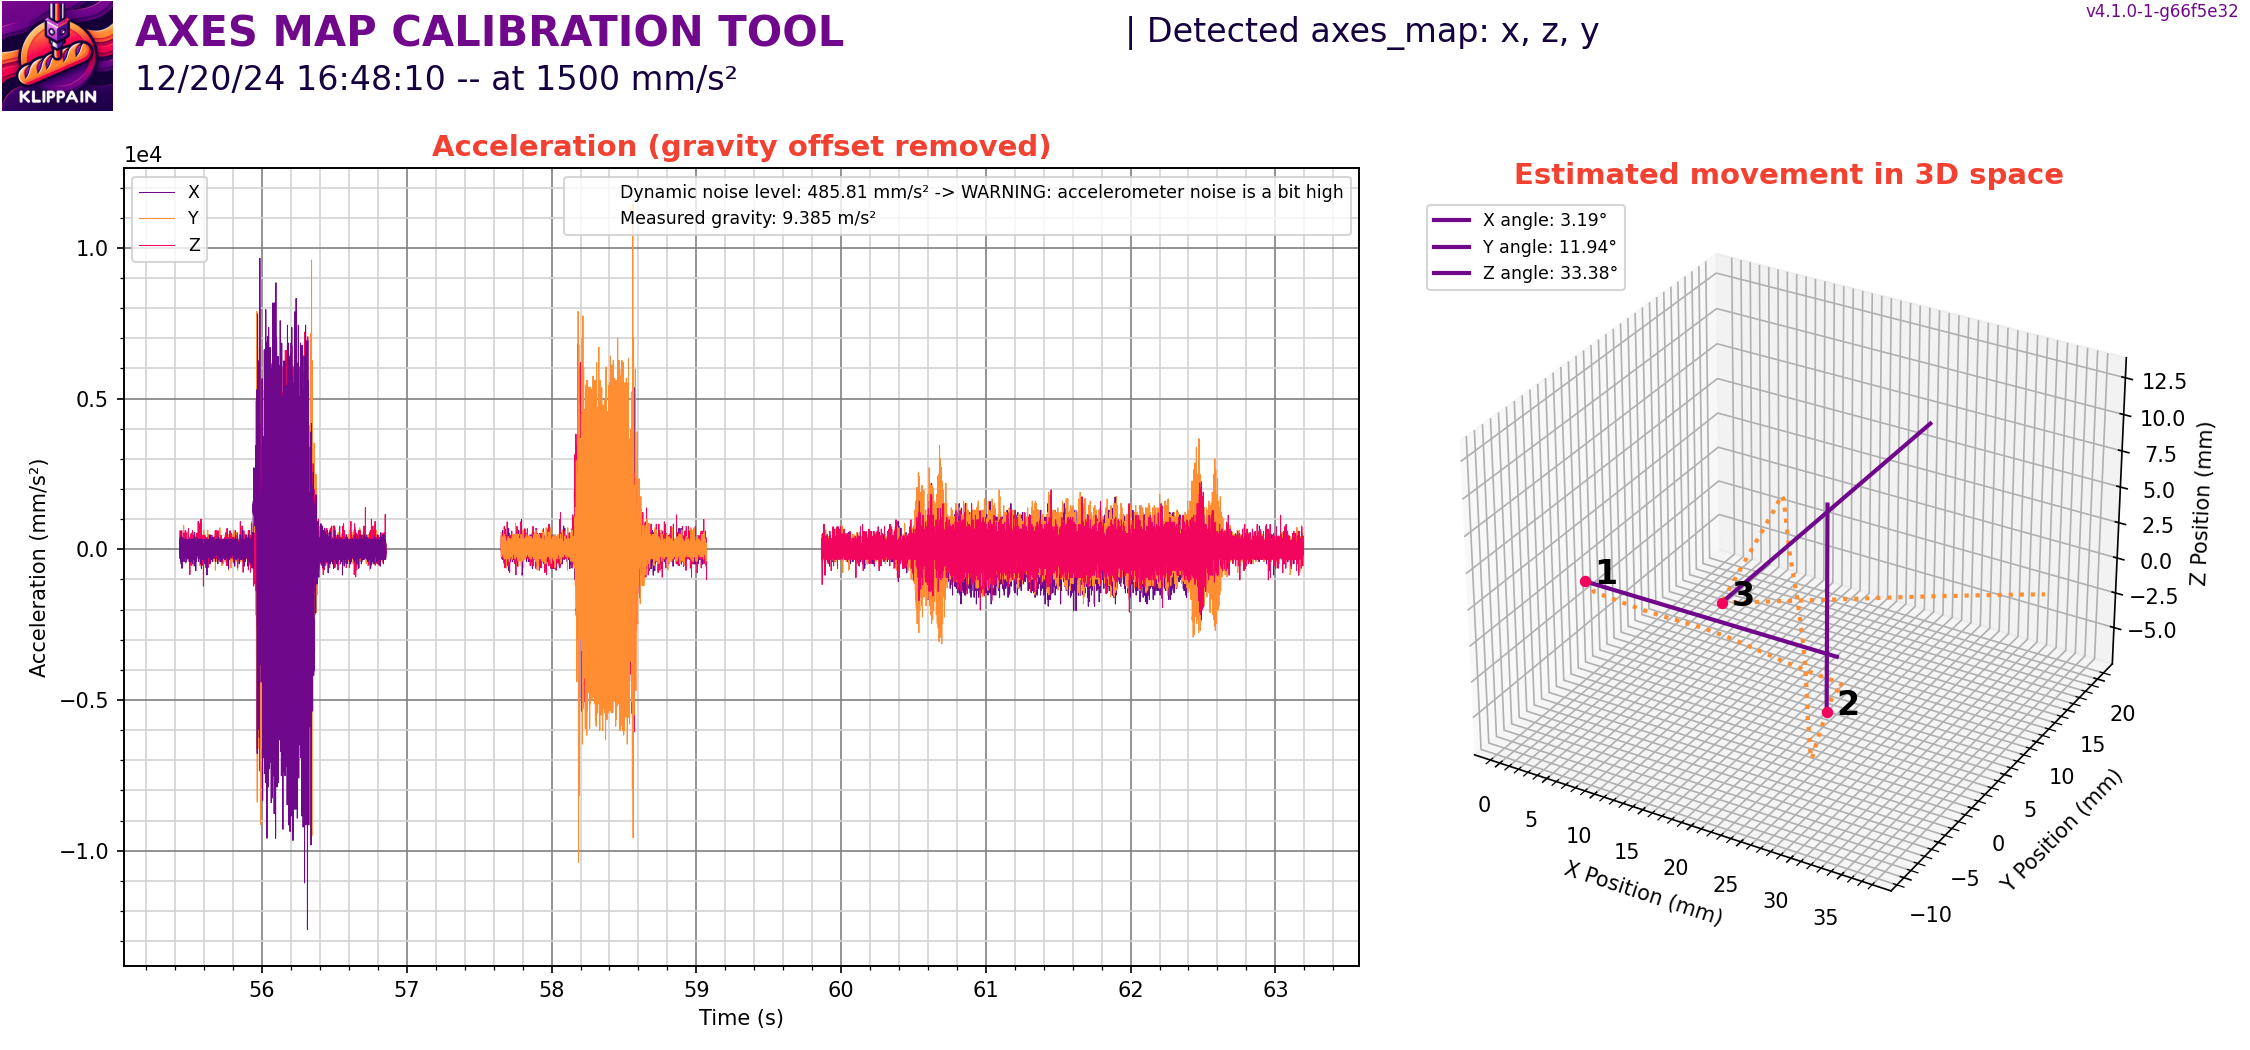 AXES MAP CALIBRATION TOOL
| Detected axes_map: x, z, y
v4.1.0-1-g66f5e32
12/20/24 16:48:10 -- at 1500 mm/s²
KLIPPAIN
Acceleration (gravity offset removed)
1e4
X
Y
Z
Dynamic noise level: 485.81 mm/s² -> WARNING: accelerometer noise is a bit high
Measured gravity: 9.385 m/s²
1.0
0.5
0.0
−0.5
−1.0
Acceleration (mm/s²)
56 57 58 59 60 61 62 63
Time (s)
Estimated movement in 3D space
X angle: 3.19°
Y angle: 11.94°
Z angle: 33.38°
1
3
2
12.5
10.0
7.5
5.0
2.5
0.0
−2.5
−5.0
Z Position (mm)
20
15
10
5
0
−5
−10
Y Position (mm)
0
5
10
15
20
25
30
35
X Position (mm)